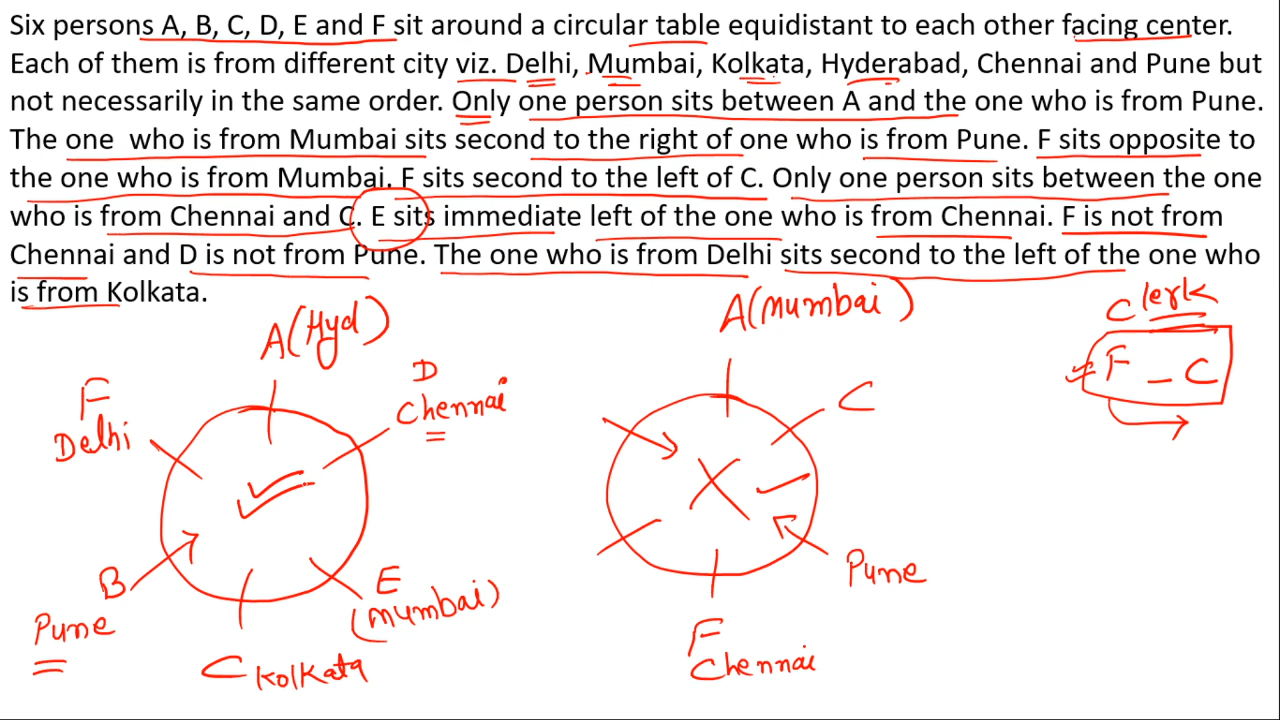 Six persons A, B, C, D, E and F sit around a circular table equidistant to each other facing center.
Each of them is from different city viz. Delhi, Mumbai, Kolkata, Hyderabad, Chennai and Pune but
not necessarily in the same order. Only one person sits between A and the one who is from Pune.
The one who is from Mumbai sits second to the right of one who is from Pune. F sits opposite to
the one who is from Mumbai. F sits second to the left of C. Only one person sits between the one
who is from Chennai and C. E sits immediate left of the one who is from Chennai. F is not from
Chennai and D is not from Pune. The one who is from Delhi sits second to the left of the one who
is from Kolkata.
A(Hyd)
A(Mumbai)
Clerk
F _ C
F
Delhi
D
Chennai
C
B
Pune
E
(Mumbai)
Pune
C Kolkata
F
Chennai